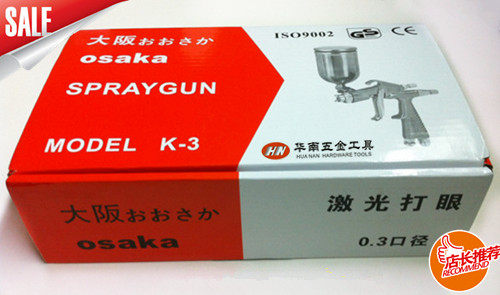 SALE
大阪おおさか
osaka
SPRAYGUN
MODEL K-3
ISO9002
GS
CE
HN
华南五金工具
HUA NAN HARDWARE TOOLS
大阪おおさか
osaka
激光打眼
0.3口径
店长推荐
RECOMMEND